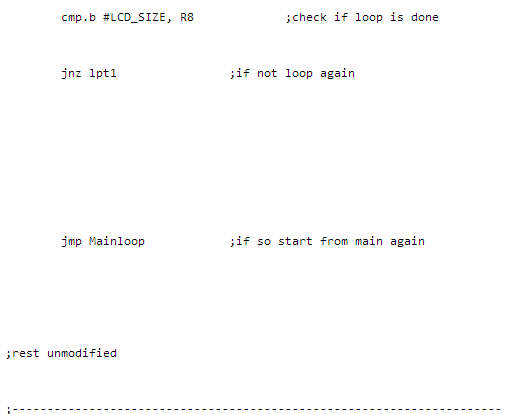 cmp.b #LCD_SIZE, R8 ;check if loop is done
jnz lpt1 ;if not loop again
jmp Mainloop ;if so start from main again
;rest unmodified
;----------------------------------------------------------------------